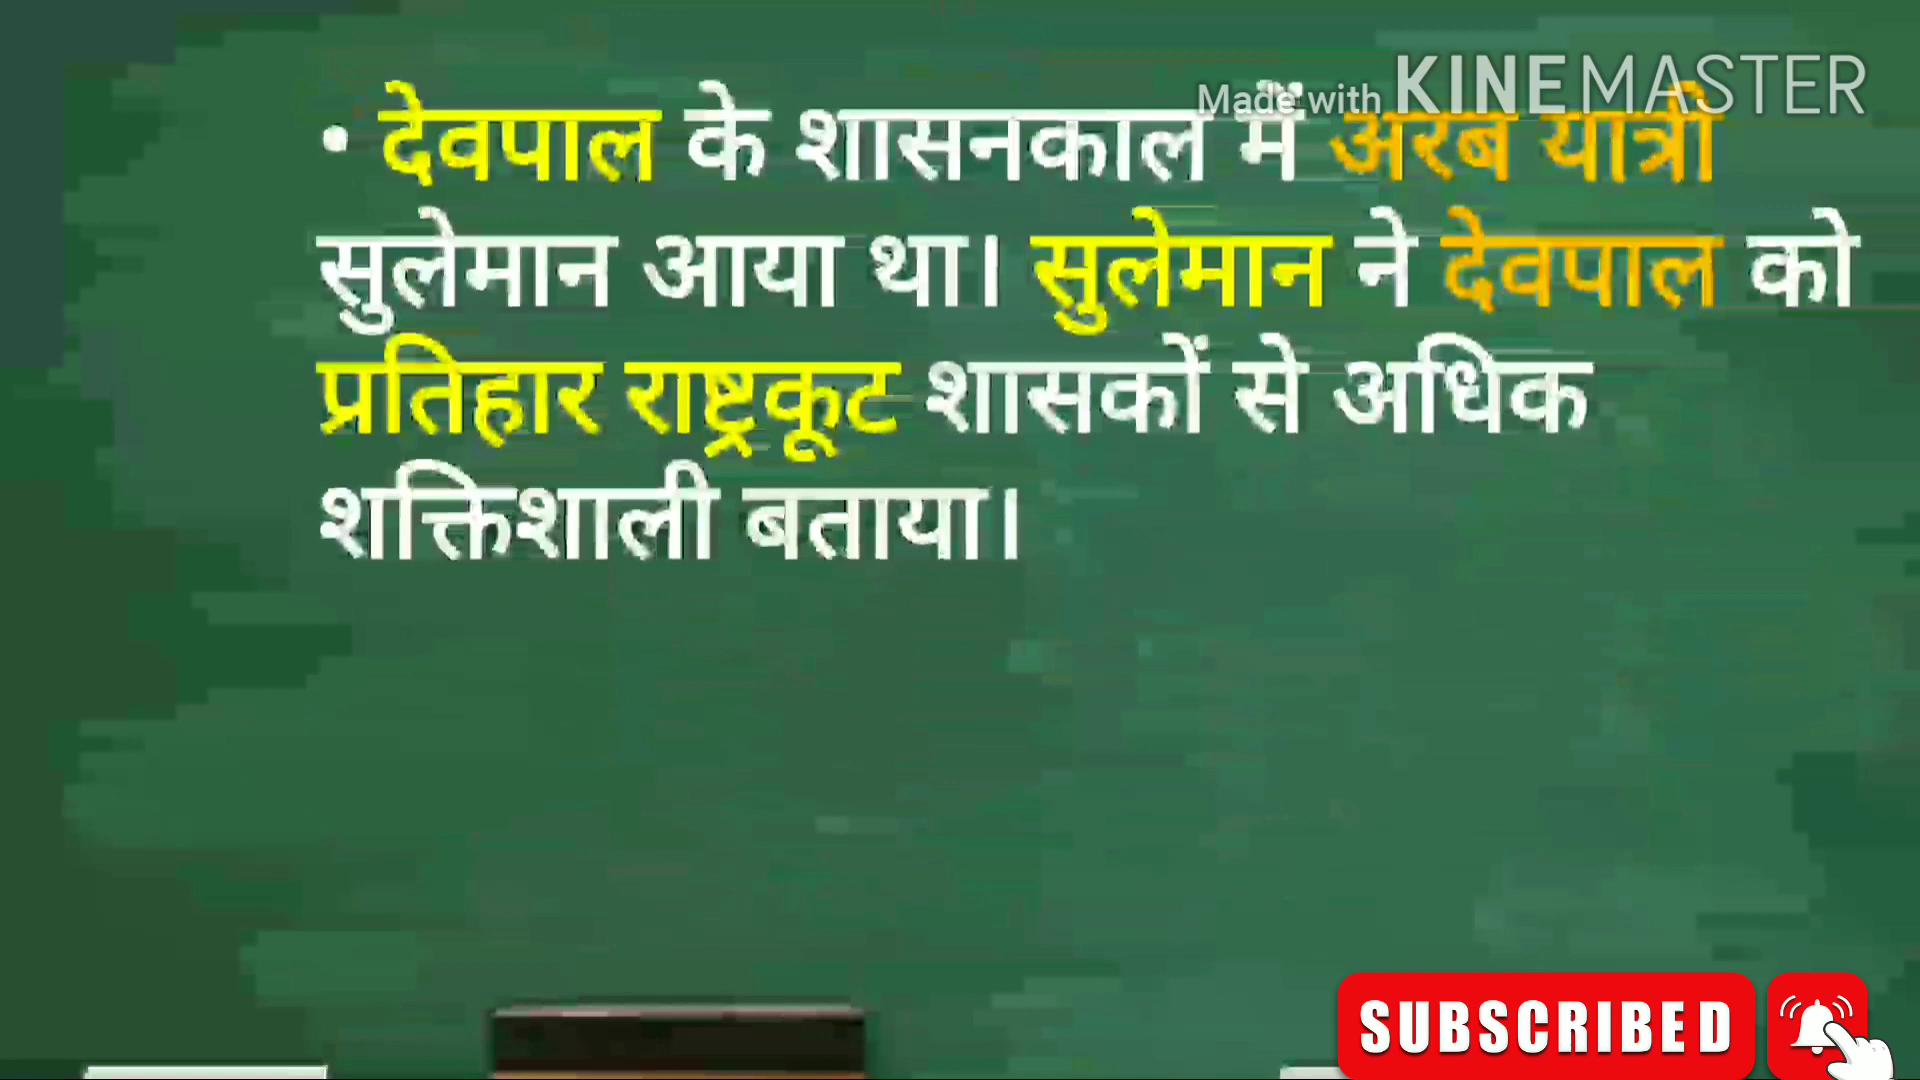 Made with KINEMASTER
• देवपाल के शासनकाल में अरब यात्री
सुलेमान आया था। सुलेमान ने देवपाल को
प्रतिहार राष्ट्रकूट शासकों से अधिक
शक्तिशाली बताया।
SUBSCRIBED